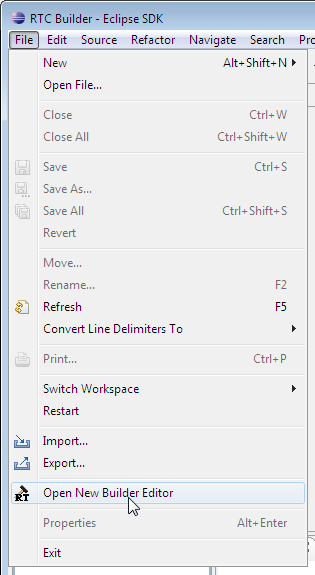 RTC Builder - Eclipse SDK
File Edit Source Refactor Navigate Search
New Alt+Shift+N
Open File...
Close Ctrl+W
Close All Ctrl+Shift+W
Save Ctrl+S
Save As...
Save All Ctrl+Shift+S
Revert
Move...
Rename... F2
Refresh F5
Convert Line Delimiters To
Print... Ctrl+P
Switch Workspace
Restart
Import...
Export...
RT Open New Builder Editor
Properties Alt+Enter
Exit